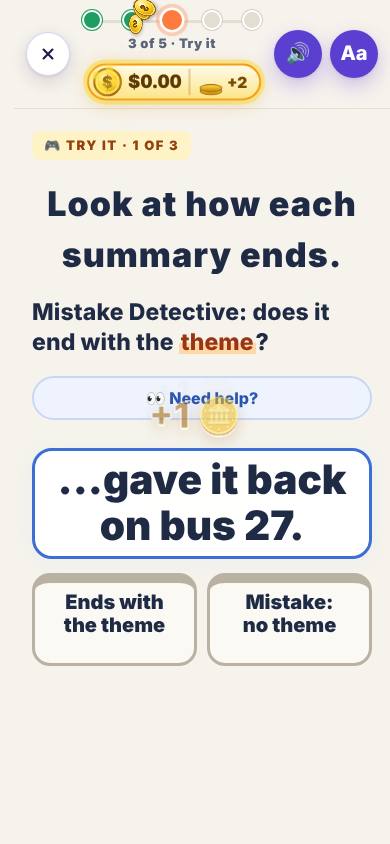 3 of 5 · Try it
$0.00 +2
Aa
TRY IT · 1 OF 3
Look at how each
summary ends.
Mistake Detective: does it
end with the theme?
Need help?
+1
...gave it back
on bus 27.
Ends with
the theme
Mistake:
no theme